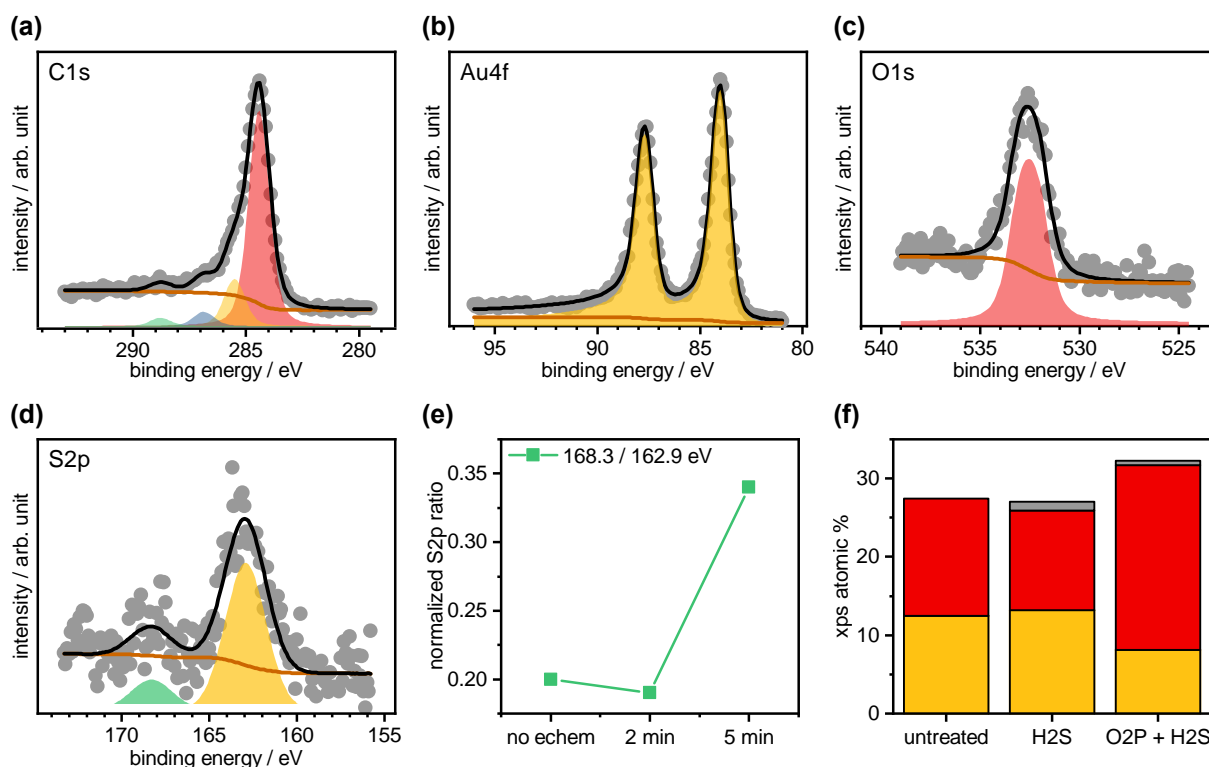 (a)
C1s
intensity / arb. unit
290 285 280
binding energy / eV
(b)
Au4f
intensity / arb. unit
95 90 85 80
binding energy / eV
(c)
O1s
intensity / arb. unit
540 535 530 525
binding energy / eV
(d)
S2p
intensity / arb. unit
170 165 160 155
binding energy / eV
(e)
168.3 / 162.9 eV
normalized S2p ratio
0.35
0.30
0.25
0.20
no echem 2 min 5 min
(f)
xps atomic %
30
20
10
0
untreated H2S O2P + H2S